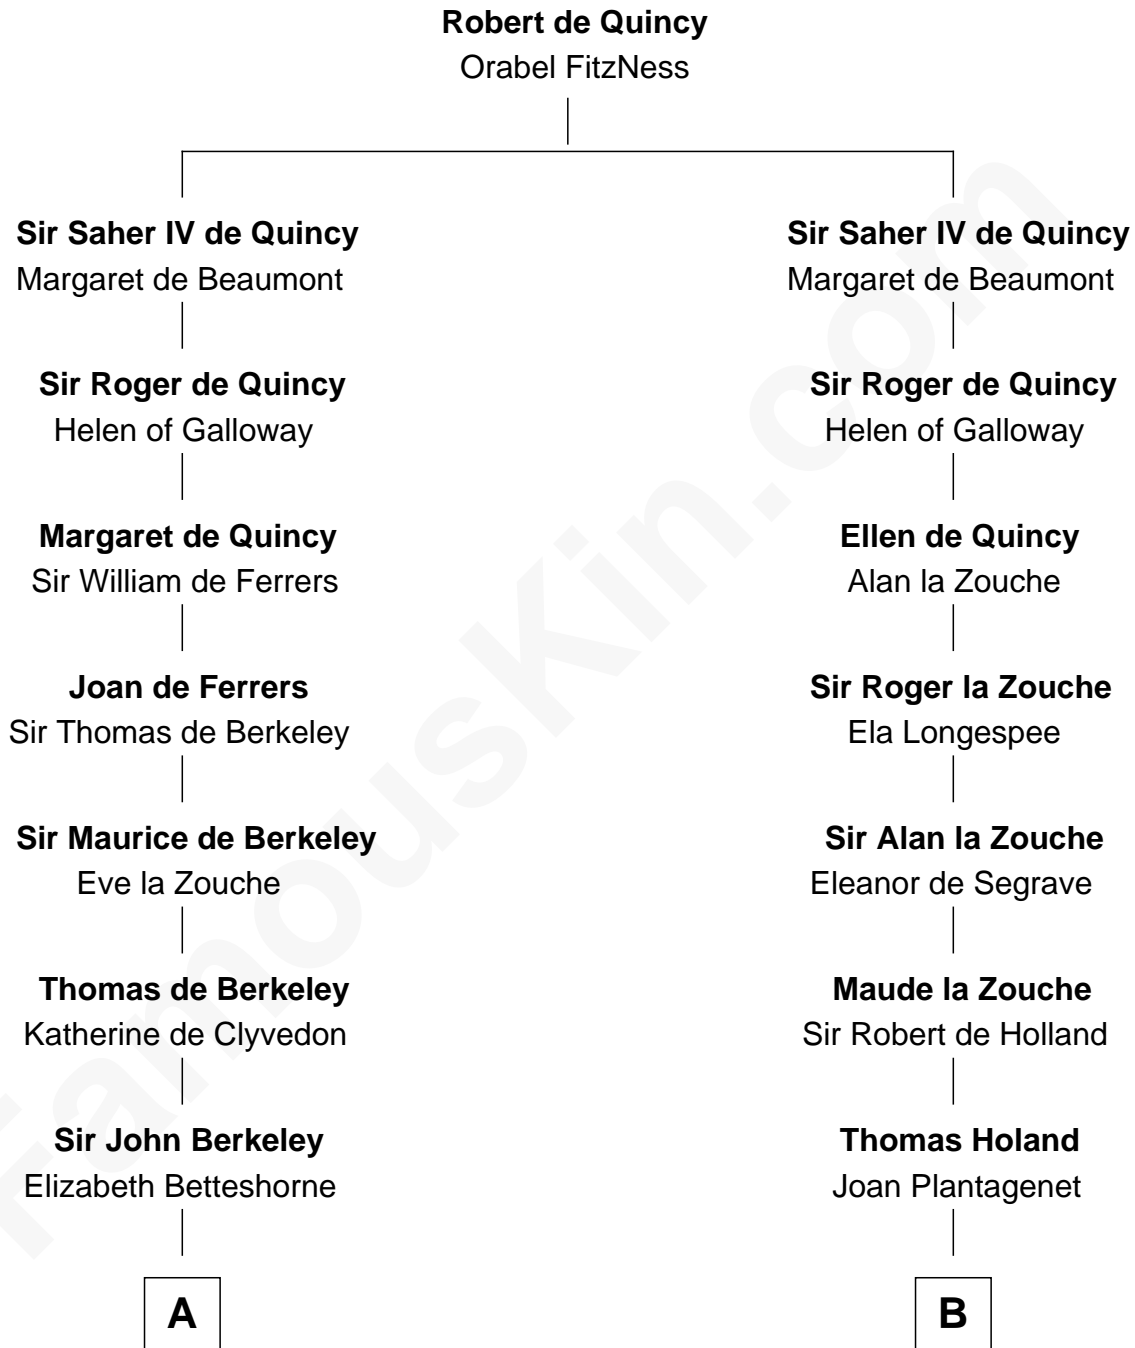 Robert de Quincy
Orabel FitzNess
Sir Saher IV de Quincy
Margaret de Beaumont
Sir Saher IV de Quincy
Margaret de Beaumont
Sir Roger de Quincy
Helen of Galloway
Sir Roger de Quincy
Helen of Galloway
Margaret de Quincy
Sir William de Ferrers
Ellen de Quincy
Alan la Zouche
Joan de Ferrers
Sir Thomas de Berkeley
Sir Roger la Zouche
Ela Longespee
Sir Maurice de Berkeley
Eve la Zouche
Sir Alan la Zouche
Eleanor de Segrave
Thomas de Berkeley
Katherine de Clyvedon
Maude la Zouche
Sir Robert de Holland
Sir John Berkeley
Elizabeth Betteshorne
Thomas Holand
Joan Plantagenet
A
B
FamousKin.com